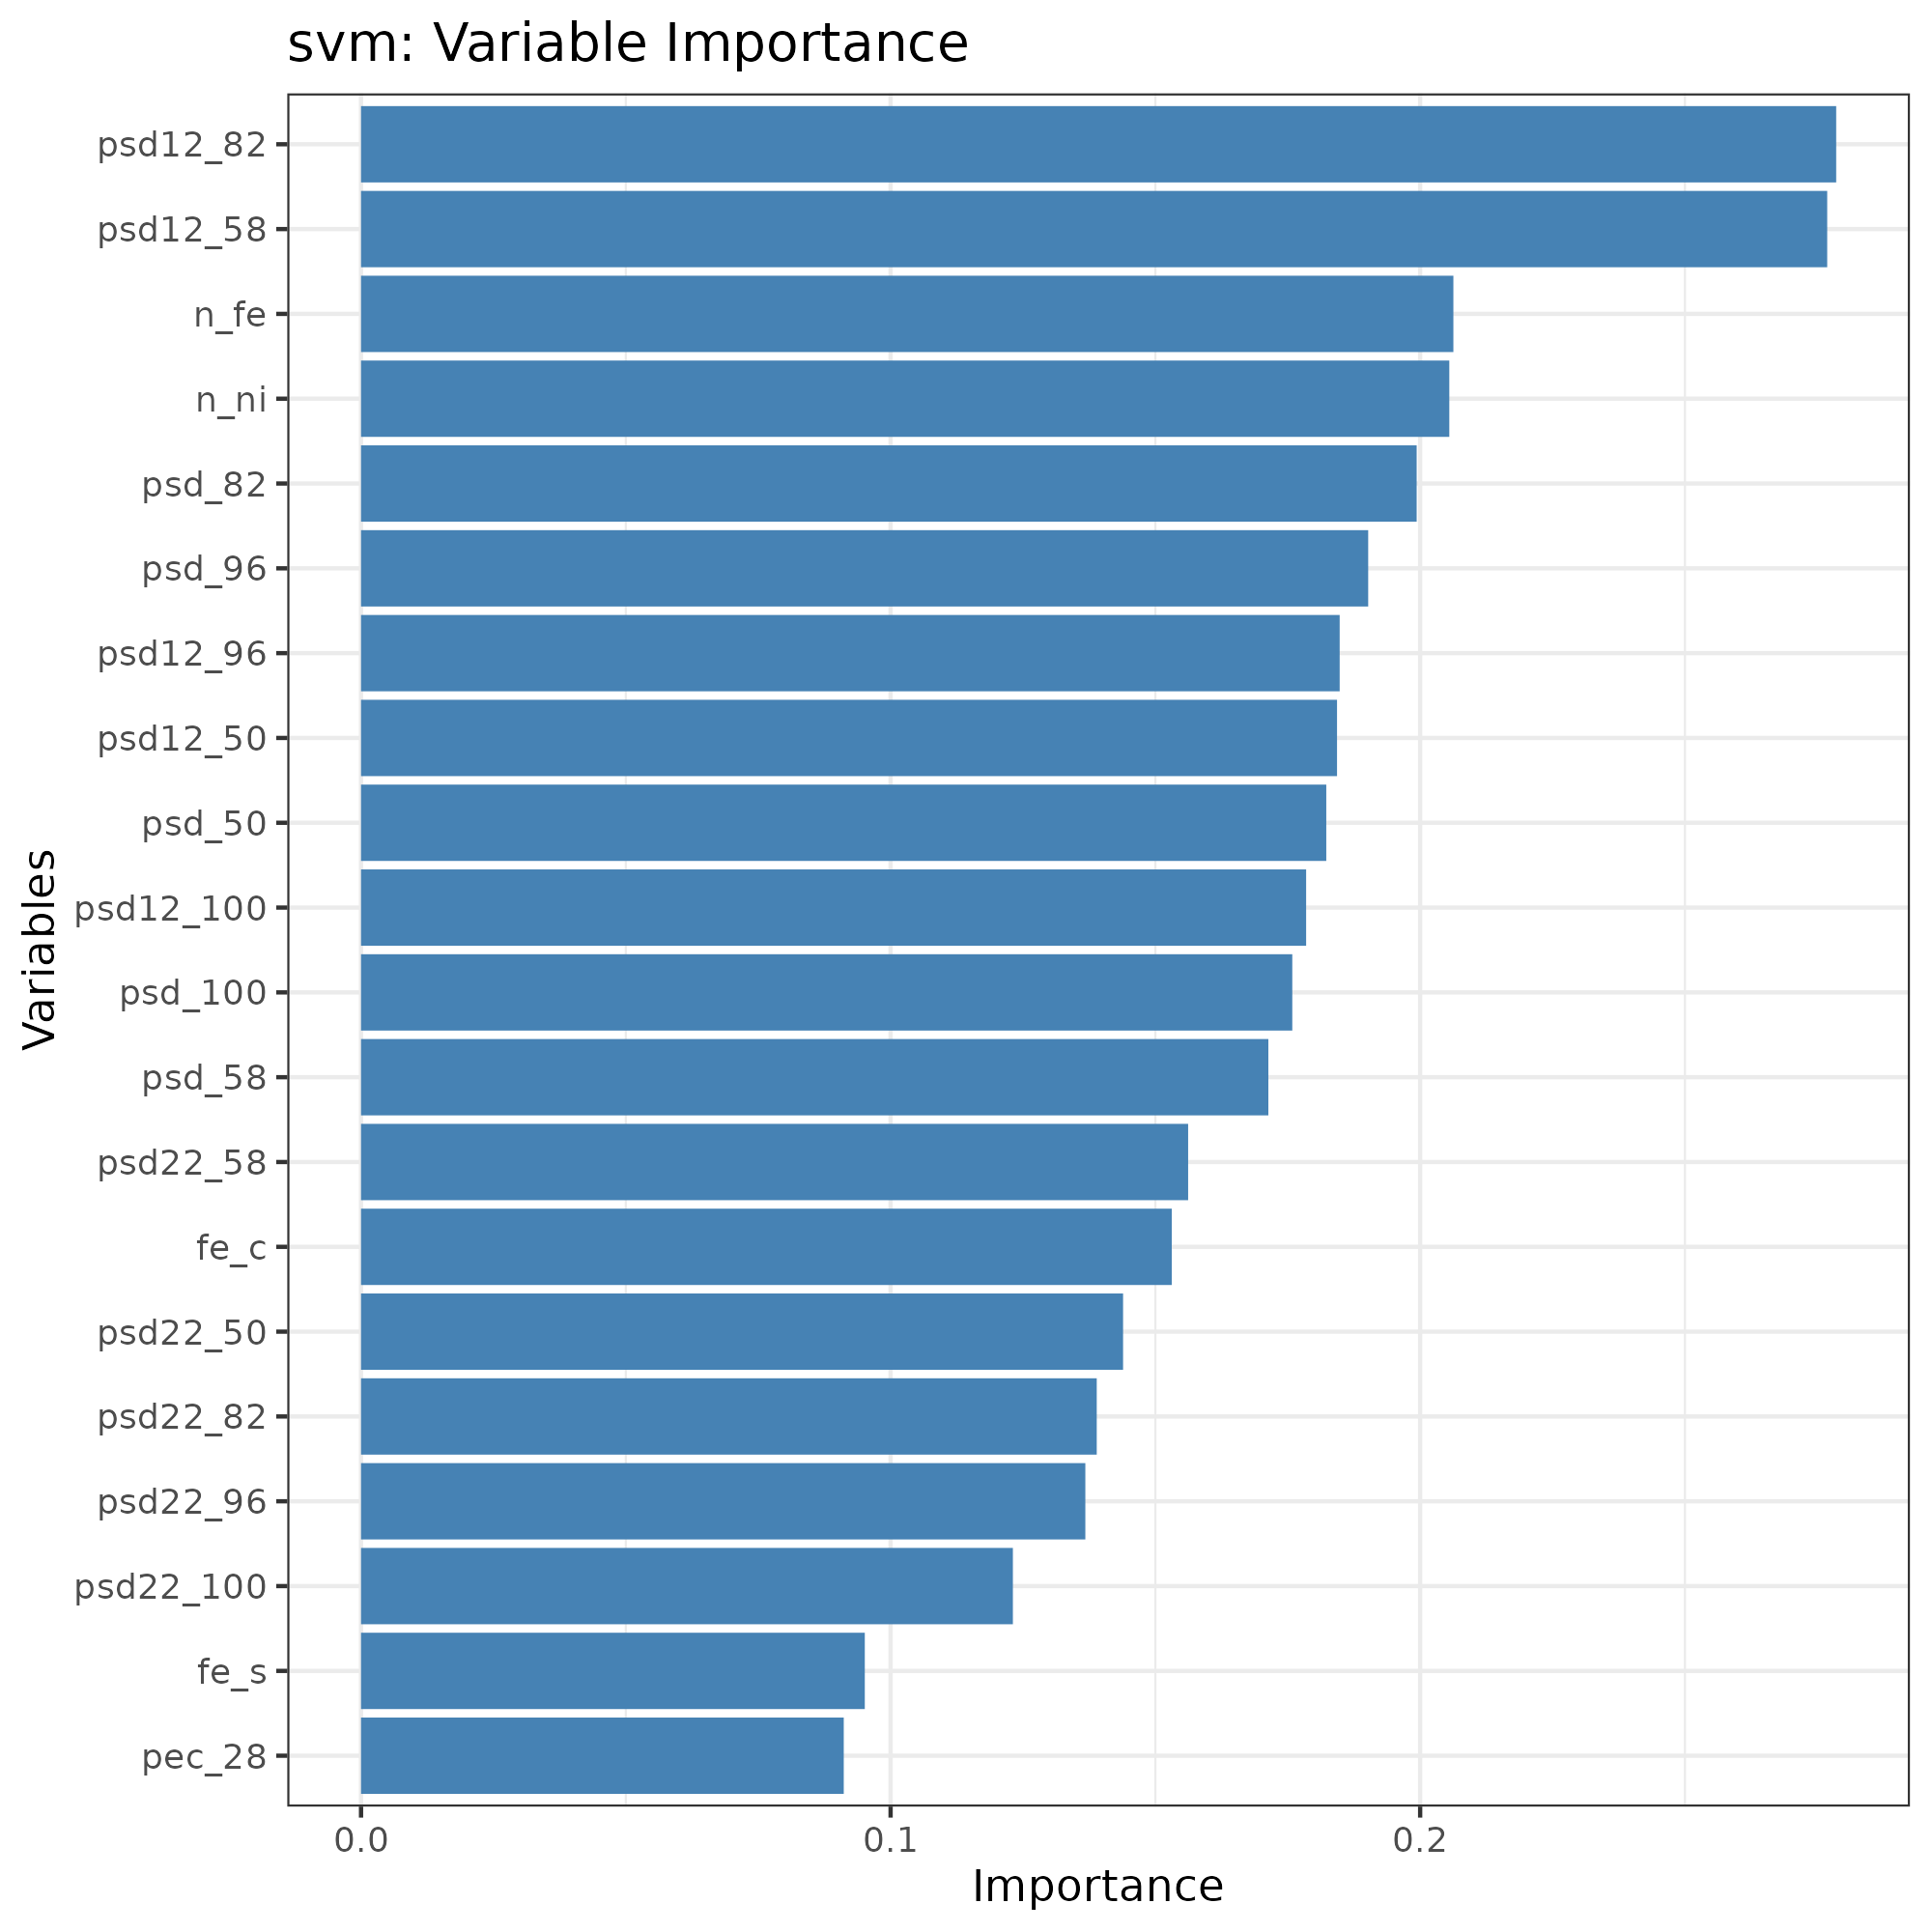 svm: Variable Importance
psd12_82
psd12_58
n_fe
n_ni
psd_82
psd_96
psd12_96
psd12_50
psd_50
psd12_100
psd_100
psd_58
psd22_58
fe_c
psd22_50
psd22_82
psd22_96
psd22_100
fe_s
pec_28
Variables
0.0 0.1 0.2
Importance